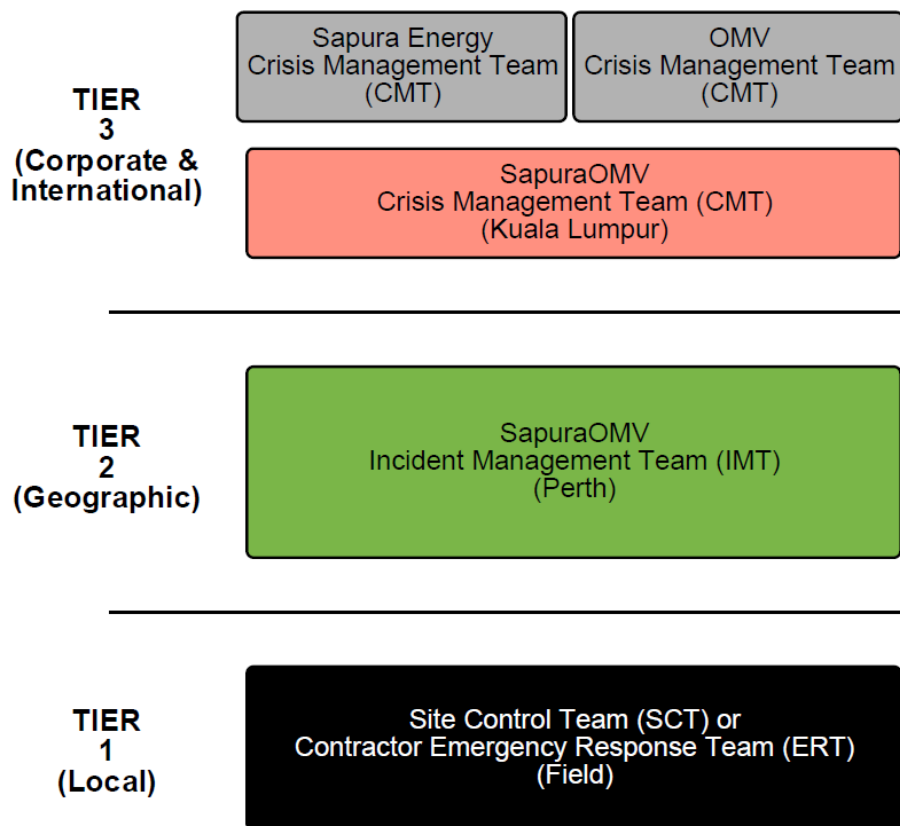 Sapura Energy
Crisis Management Team
(CMT)
OMV
Crisis Management Team
(CMT)
TIER
3
(Corporate &
International)
SapuraOMV
Crisis Management Team (CMT)
(Kuala Lumpur)
TIER
2
(Geographic)
SapuraOMV
Incident Management Team (IMT)
(Perth)
TIER
1
(Local)
Site Control Team (SCT) or
Contractor Emergency Response Team (ERT)
(Field)